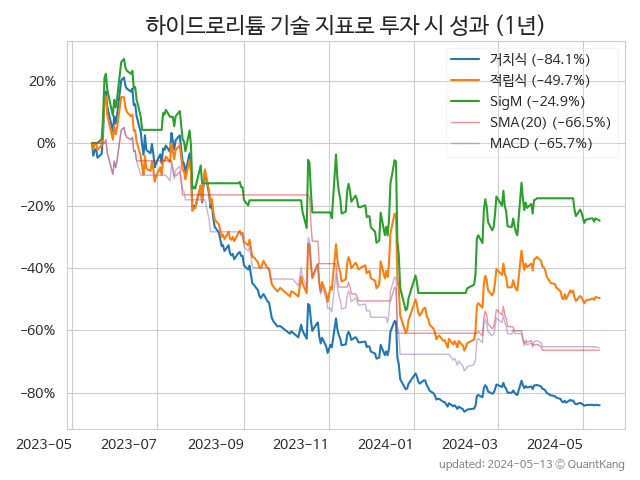 하이드로리튬 기술 지표로 투자 시 성과 (1년)
거치식 (−84.1%)
적립식 (−49.7%)
SigM (−24.9%)
SMA(20) (−66.5%)
MACD (−65.7%)
20%
0%
−20%
−40%
−60%
−80%
2023-05 2023-07 2023-09 2023-11 2024-01 2024-03 2024-05
updated: 2024-05-13 © QuantKang